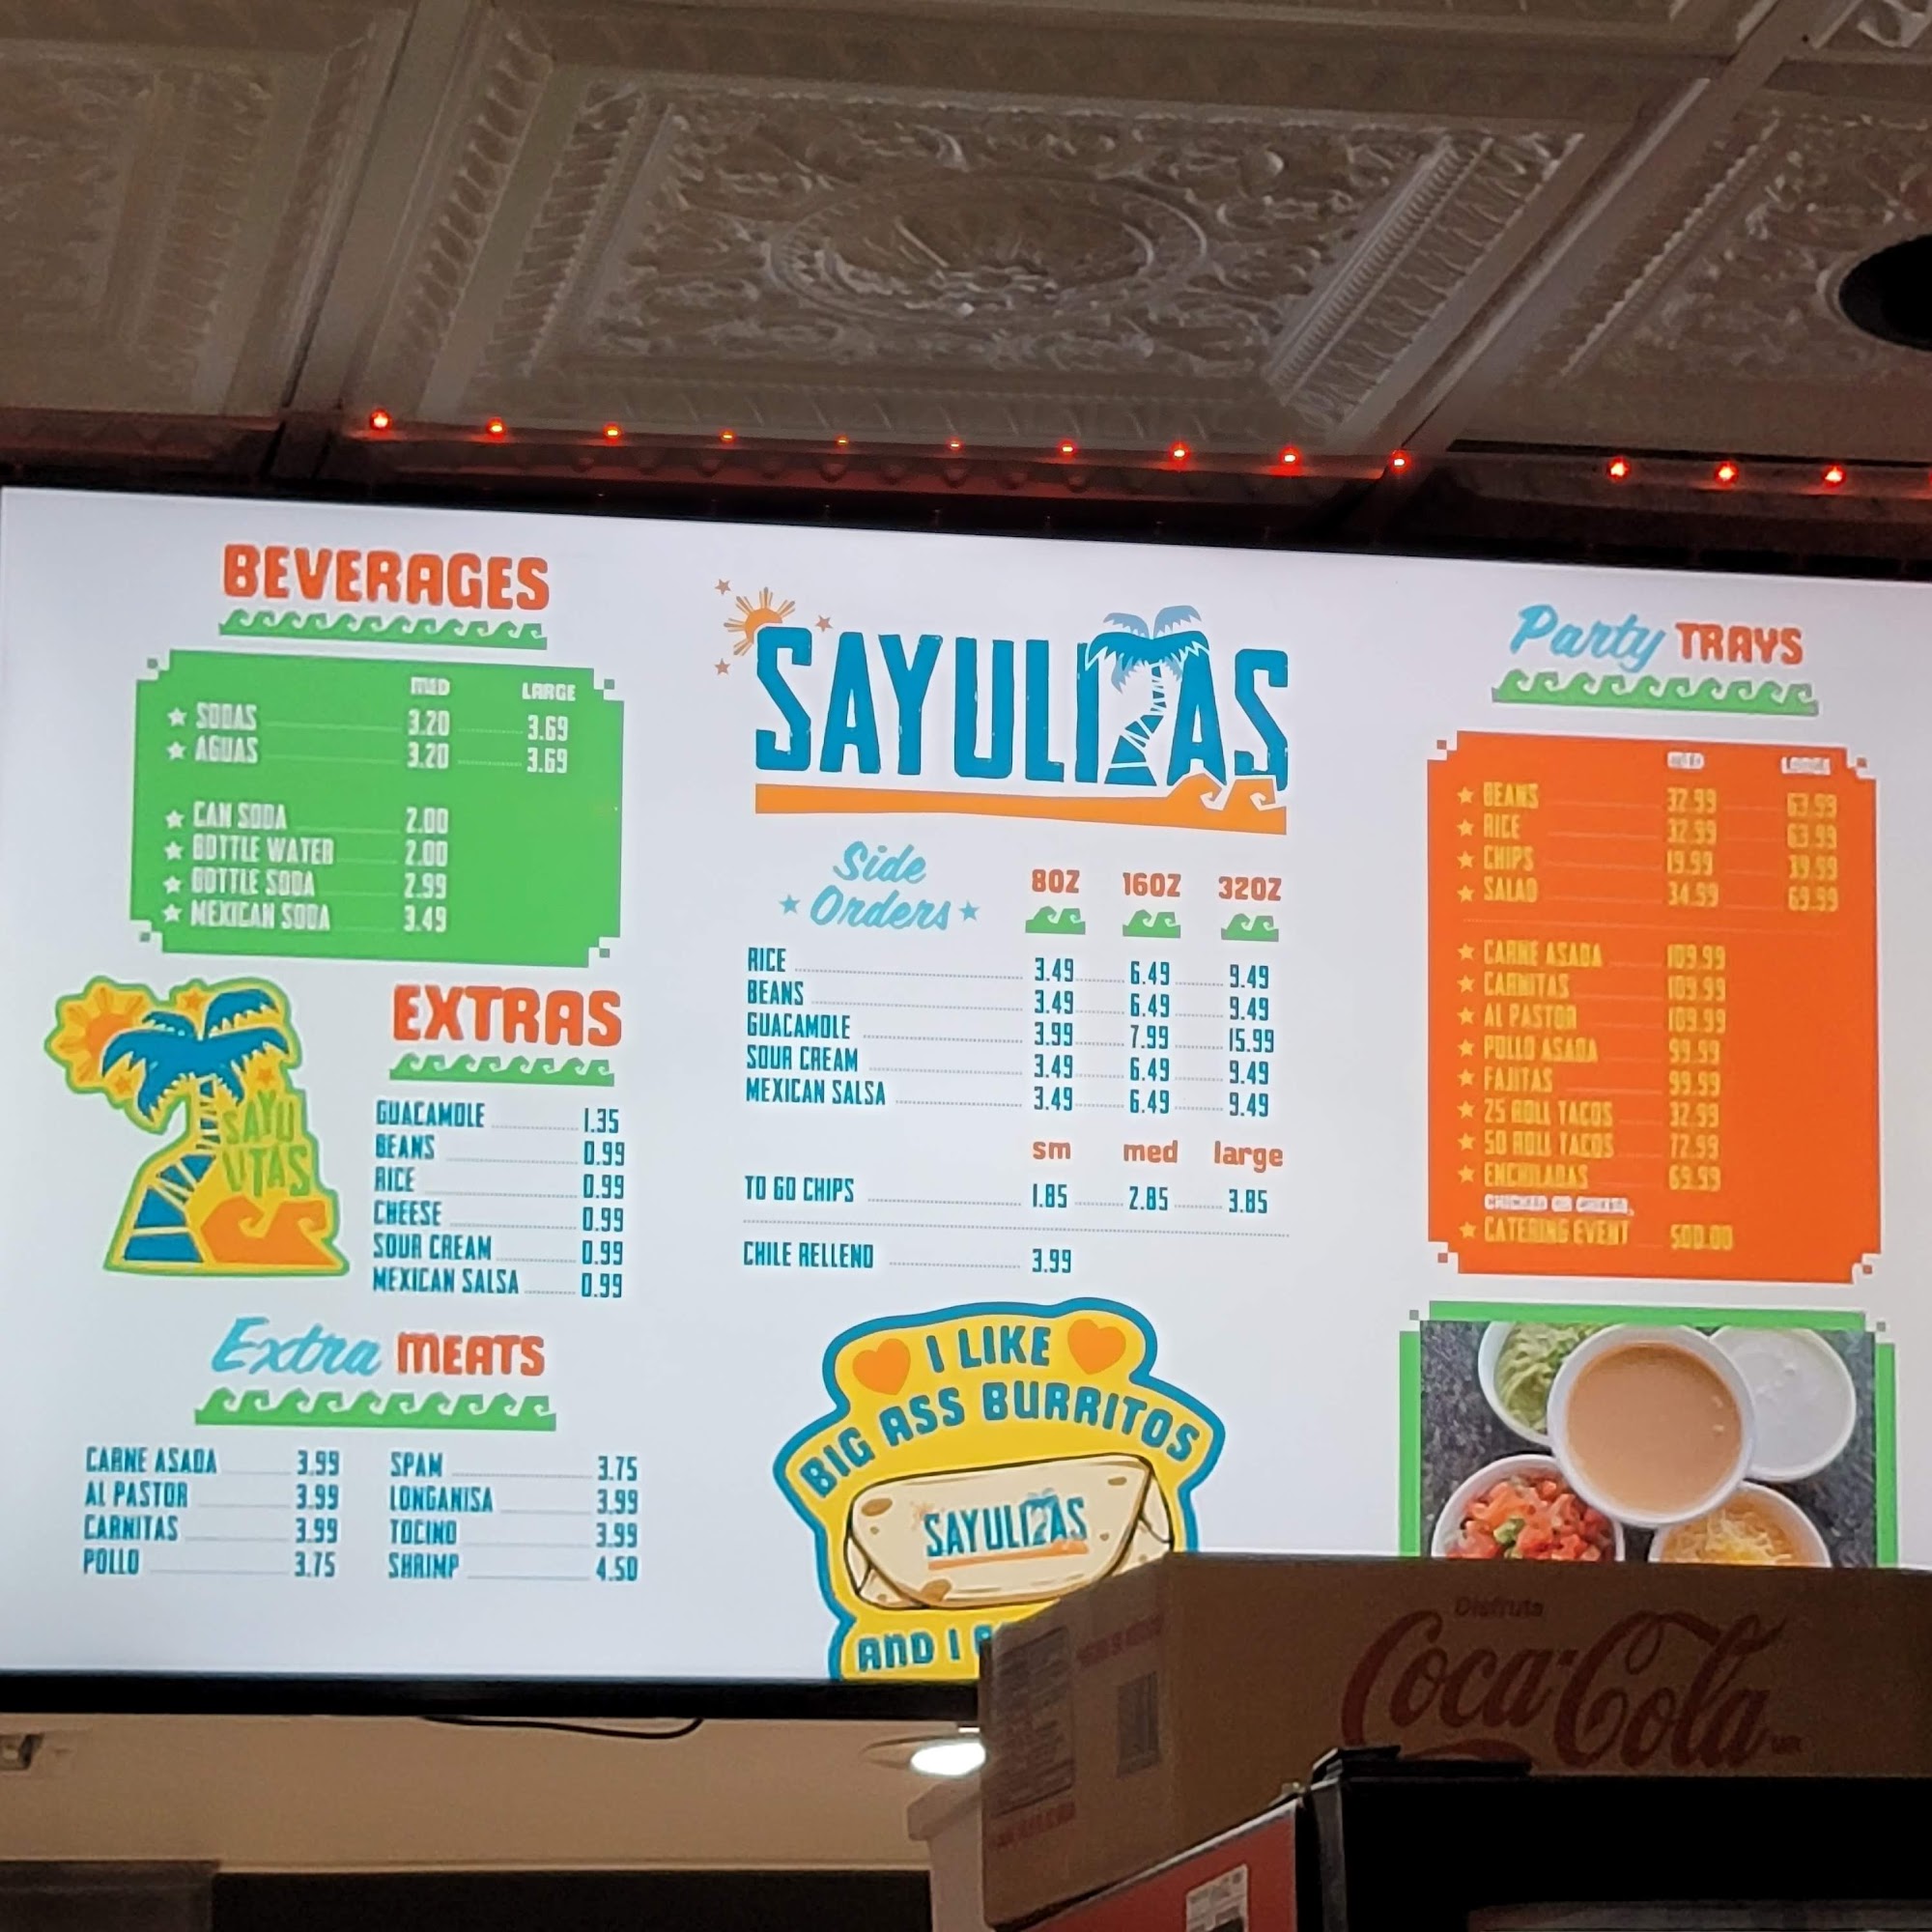 BEVERAGES
MED LARGE
SODAS 3.20 3.69
AGUAS 3.20 3.69
CAN SODA 2.00
BOTTLE WATER 2.00
BOTTLE SODA 2.99
MEXICAN SODA 3.49
SAYU
LITAS
EXTRAS
GUACAMOLE 1.35
BEANS 0.99
RICE 0.99
CHEESE 0.99
SOUR CREAM 0.99
MEXICAN SALSA 0.99
Extra MEATS
CARNE ASADA 3.99 SPAM 3.75
AL PASTOR 3.99 LONGANISA 3.99
CARNITAS 3.99 TOCINO 3.99
POLLO 3.75 SHRIMP 4.50
SAYULITAS
Side
Orders
8OZ 16OZ 32OZ
RICE 3.49 6.49 9.49
BEANS 3.49 6.49 9.49
GUACAMOLE 3.99 7.99 15.99
SOUR CREAM 3.49 6.49 9.49
MEXICAN SALSA 3.49 6.49 9.49
sm med large
TO GO CHIPS 1.85 2.85 3.85
CHILE RELLENO 3.99
I LIKE
BIG ASS BURRITOS
SAYULITAS
AND I
Party TRAYS
MED LARGE
BEANS 32.99 63.99
RICE 32.99 63.99
CHIPS 19.99 39.99
SALAD 34.99 69.99
CARNE ASADA 109.99
CARNITAS 109.99
AL PASTOR 109.99
POLLO ASADA 99.99
FAJITAS 99.99
25 ROLL TACOS 32.99
50 ROLL TACOS 72.99
ENCHILADAS 69.99
CATERING EVENT 500.00
Disfruta
Coca-Cola